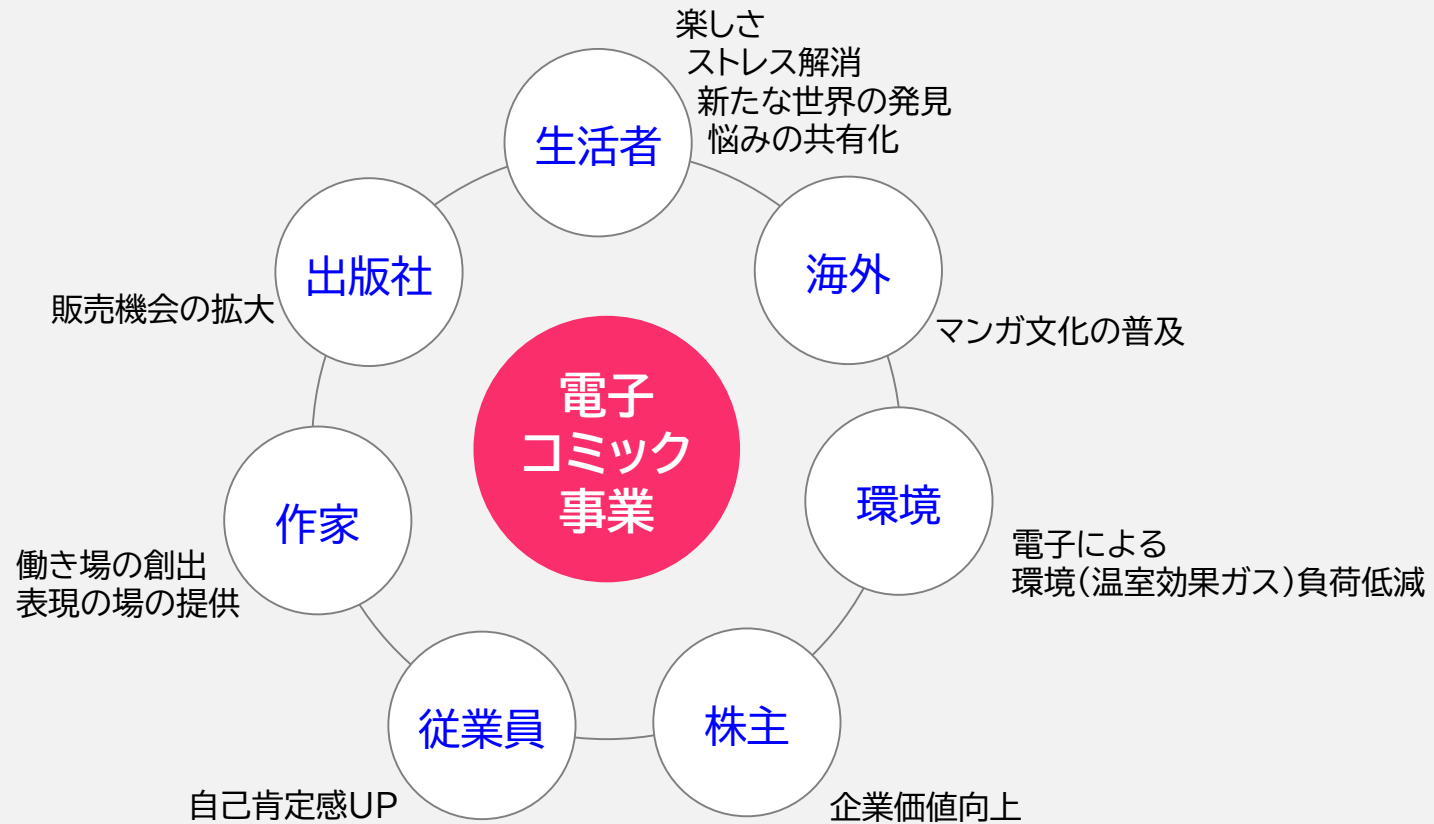 楽しさ
ストレス解消
新たな世界の発見
悩みの共有化
生活者
海外
マンガ文化の普及
出版社
販売機会の拡大
電子
コミック
事業
環境
電子による
環境(温室効果ガス)負荷低減
作家
働き場の創出
表現の場の提供
従業員
自己肯定感UP
株主
企業価値向上